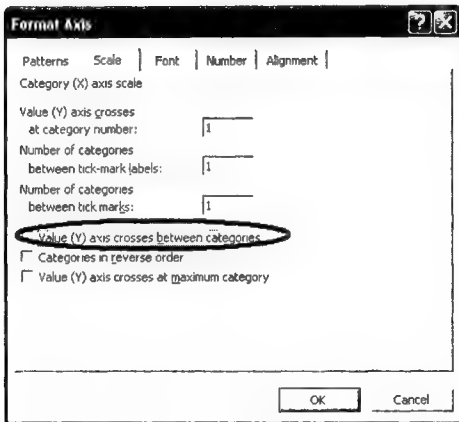 Format Axis
Patterns Scale Font Number Alignment
Category (X) axis scale
Value (Y) axis crosses
at category number: 1
Number of categories
between tick-mark labels: 1
Number of categories
between tick marks: 1
Value (Y) axis crosses between categories
Categories in reverse order
Value (Y) axis crosses at maximum category
OK Cancel